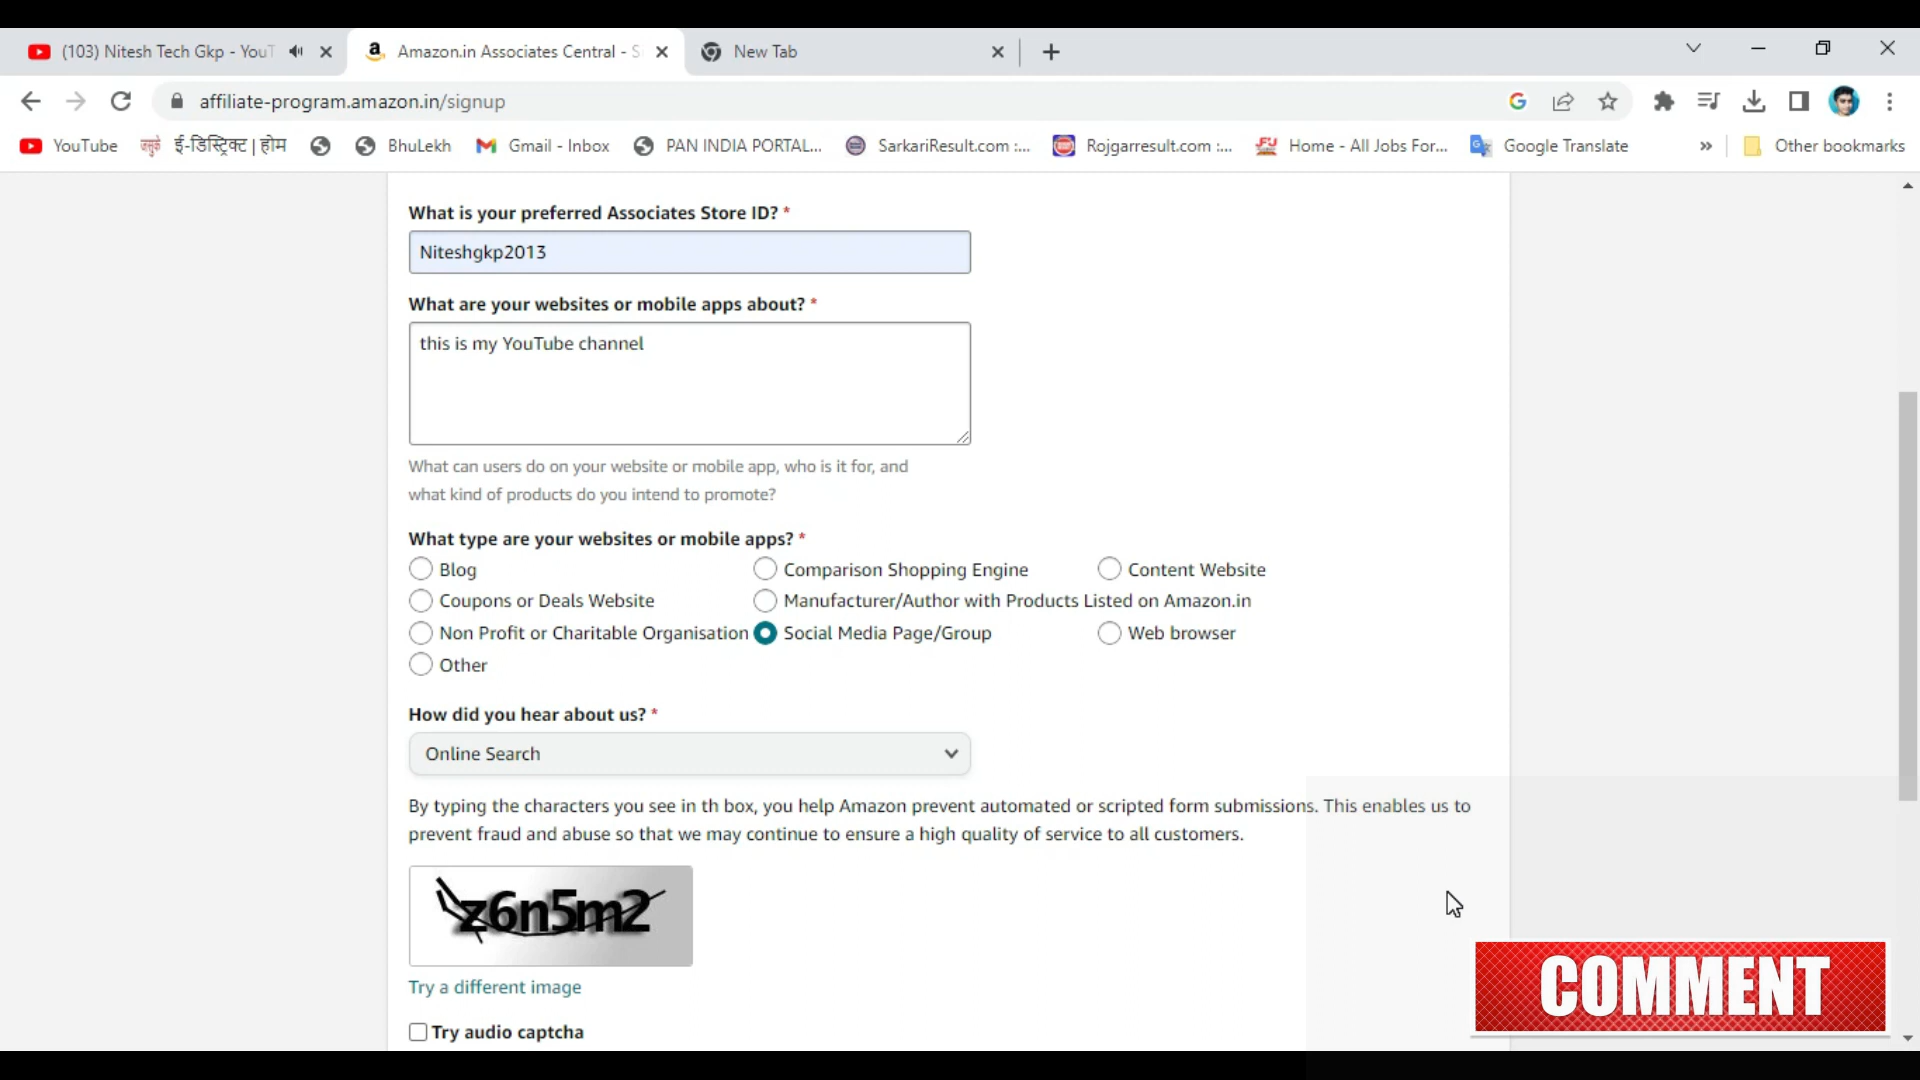 (103) Nitesh Tech Gkp - YouT
Amazon.in Associates Central - S
New Tab
affiliate-program.amazon.in/signup
YouTube
ई-डिस्ट्रिक्ट | होम
BhuLekh
Gmail - Inbox
PAN INDIA PORTAL...
SarkariResult.com :...
Rojgarresult.com :...
Home - All Jobs For...
Google Translate
Other bookmarks
What is your preferred Associates Store ID? *
Niteshgkp2013
What are your websites or mobile apps about? *
this is my YouTube channel
What can users do on your website or mobile app, who is it for, and
what kind of products do you intend to promote?
What type are your websites or mobile apps? *
Blog
Comparison Shopping Engine
Content Website
Coupons or Deals Website
Manufacturer/Author with Products Listed on Amazon.in
Non Profit or Charitable Organisation
Social Media Page/Group
Web browser
Other
How did you hear about us? *
Online Search
By typing the characters you see in th box, you help Amazon prevent automated or scripted form submissions. This enables us to
prevent fraud and abuse so that we may continue to ensure a high quality of service to all customers.
z6n5m2
Try a different image
Try audio captcha
COMMENT